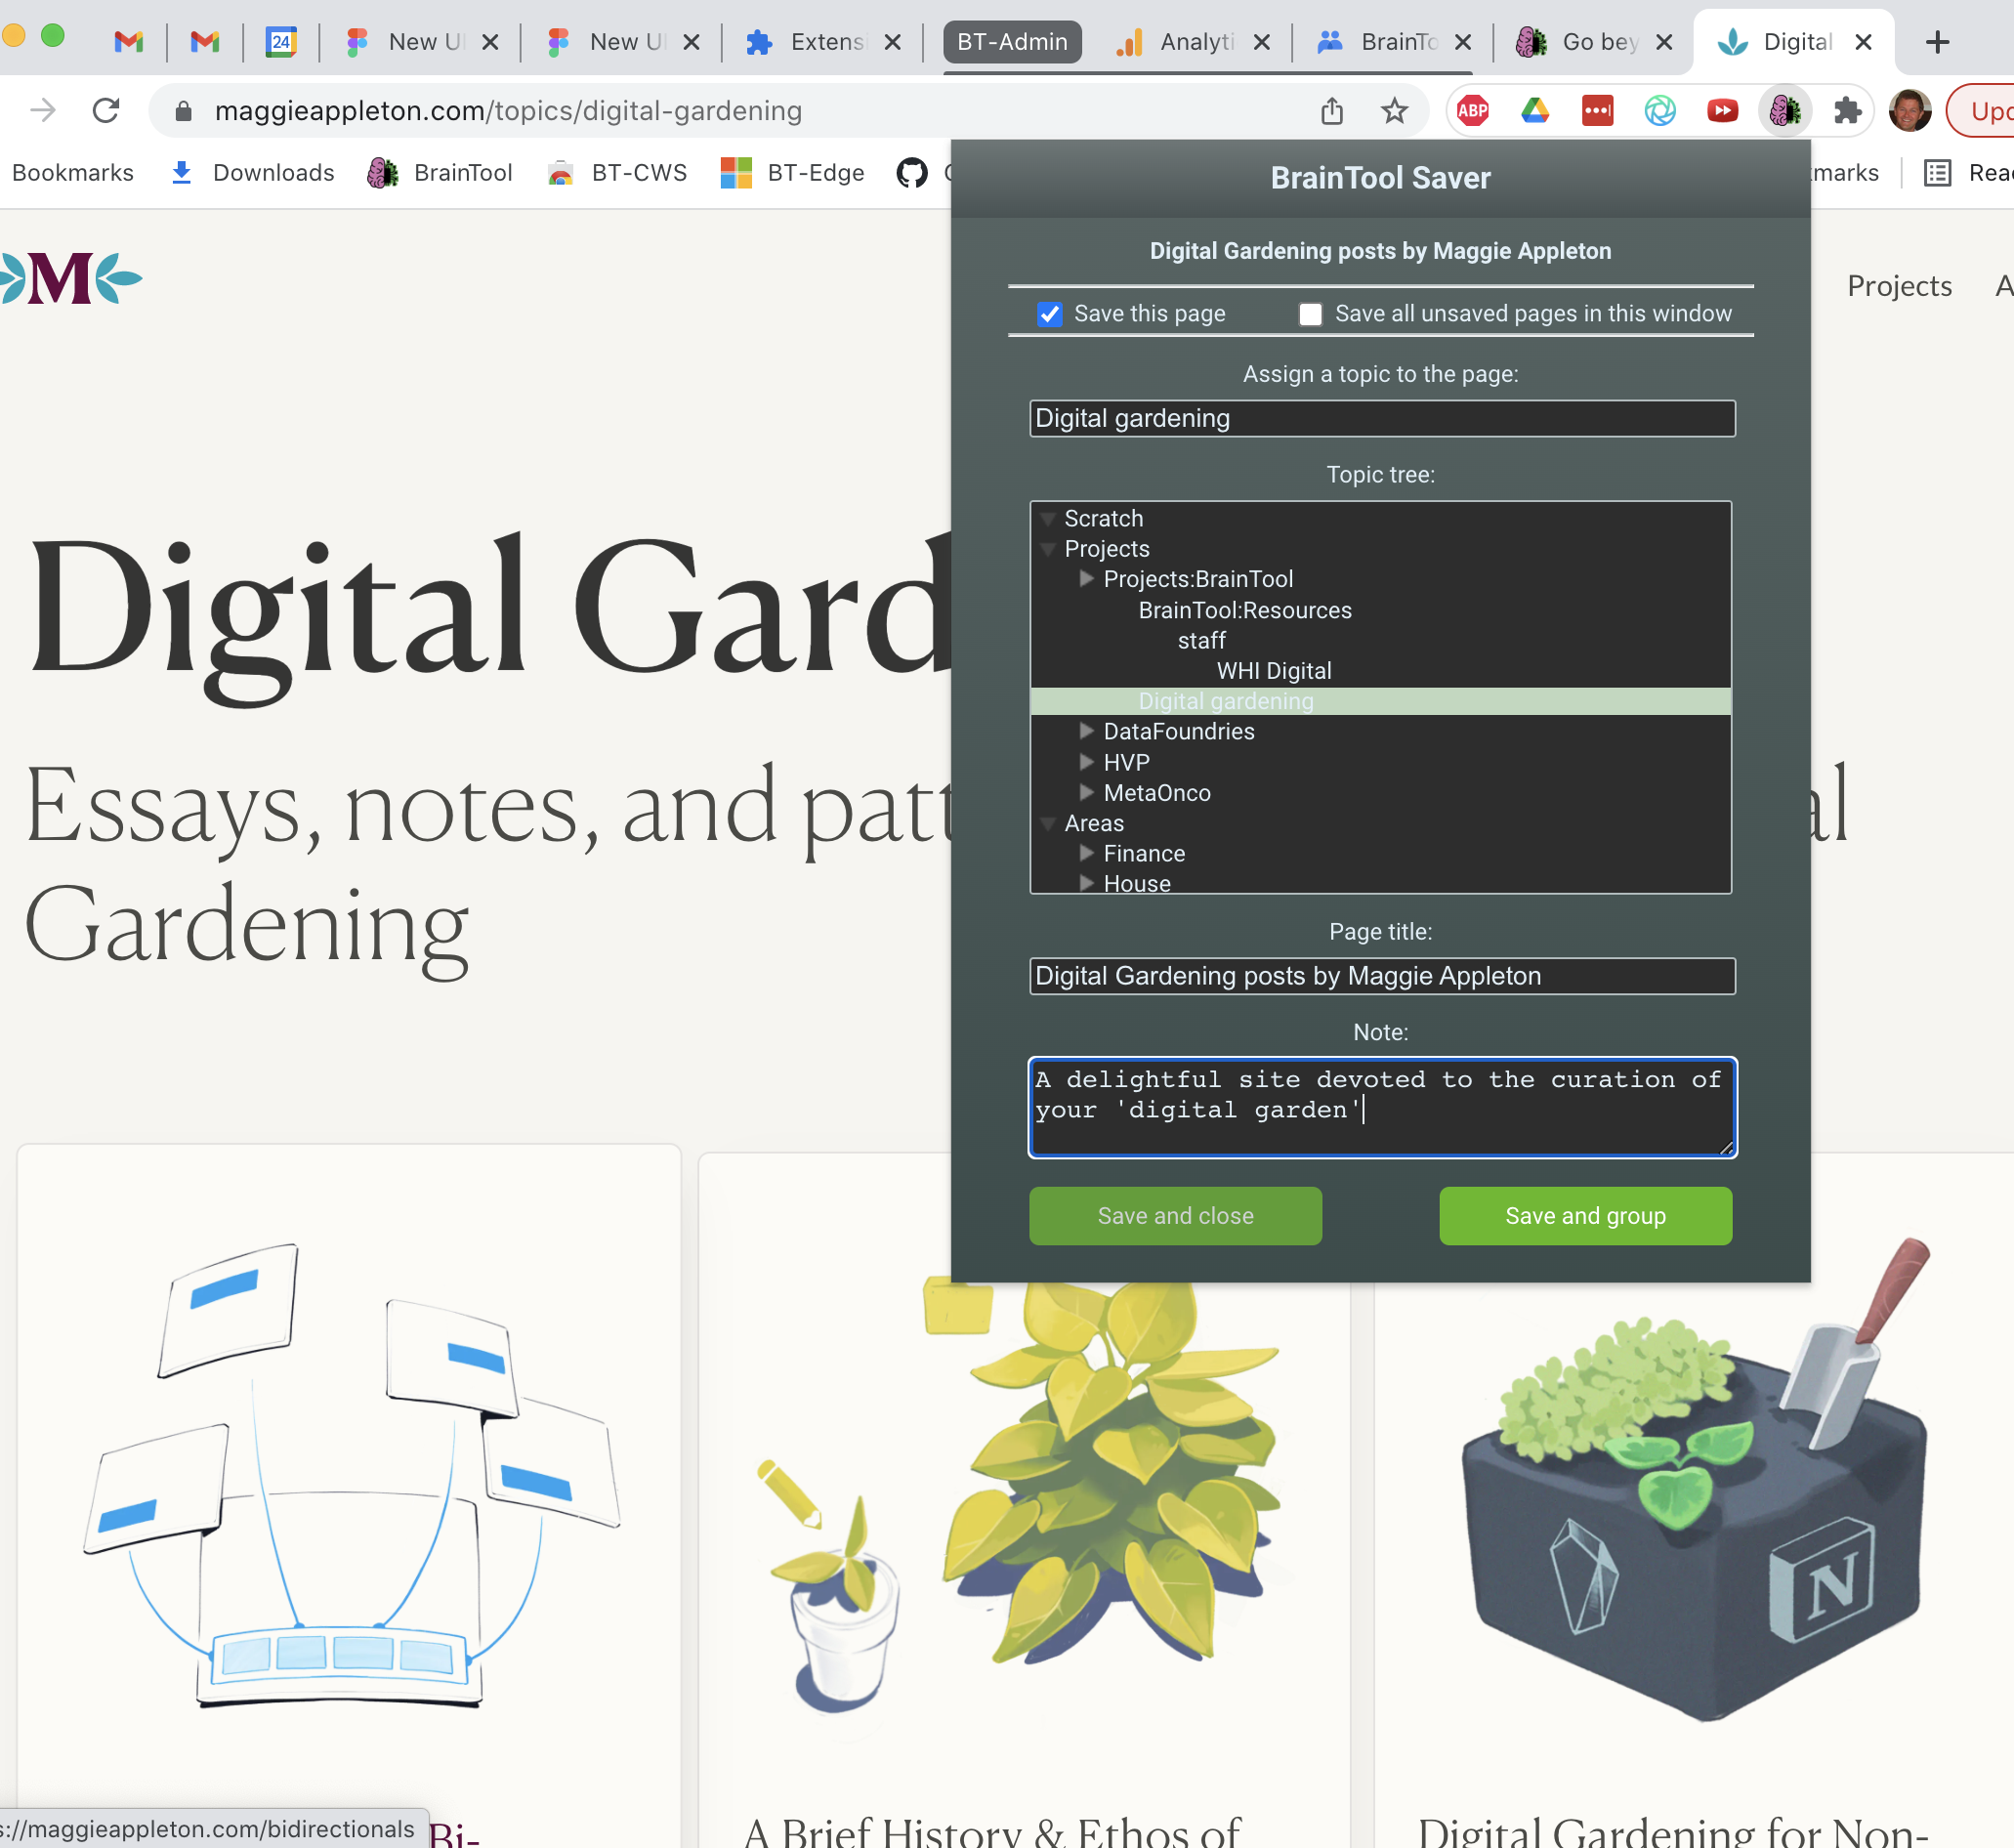 24
New U
New U
Extens
BT-Admin
Analyti
BrainTo
Go bey
Digital
maggieappleton.com/topics/digital-gardening
ABP
Upd
Bookmarks
Downloads
BrainTool
BT-CWS
BT-Edge
marks
Read
BrainTool Saver
Digital Gardening posts by Maggie Appleton
M
Projects
A
Save this page
Save all unsaved pages in this window
Assign a topic to the page:
Digital gardening
Topic tree:
Scratch
Projects
Projects:BrainTool
BrainTool:Resources
staff
WHI Digital
Digital gardening
DataFoundries
HVP
MetaOnco
Areas
Finance
House
Digital Gard
Essays, notes, and patt al
Gardening
Page title:
Digital Gardening posts by Maggie Appleton
Note:
A delightful site devoted to the curation of
your 'digital garden'
Save and close
Save and group
N
s://maggieappleton.com/bidirectionals
Bi-
A Brief History & Ethos of
Digital Gardening for Non-